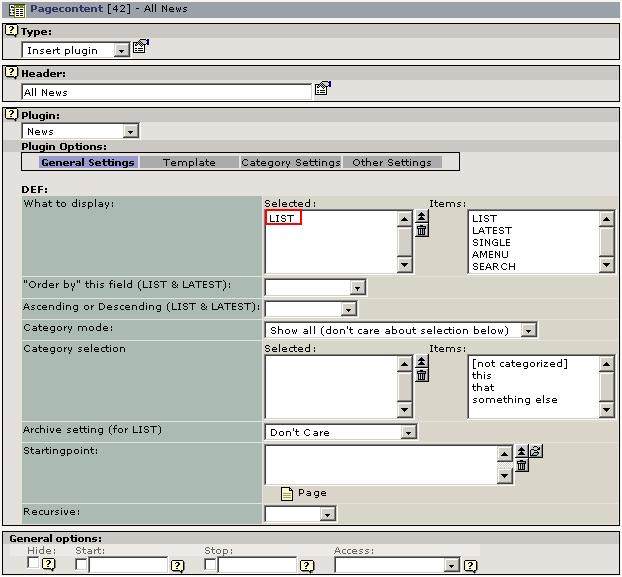 Pagecontent [42] - All News
Type:
Insert plugin
Header:
All News
Plugin:
News
Plugin Options:
General Settings Template Category Settings Other Settings
DEF:
What to display: Selected: Items:
LIST LIST
LATEST
SINGLE
AMENU
SEARCH
"Order by" this field (LIST & LATEST):
Ascending or Descending (LIST & LATEST):
Category mode: Show all (don't care about selection below)
Category selection Selected: Items:
[not categorized]
this
that
something else
Archive setting (for LIST) Don't Care
Startingpoint:
Page
Recursive:
General options:
Hide: Start: Stop: Access: